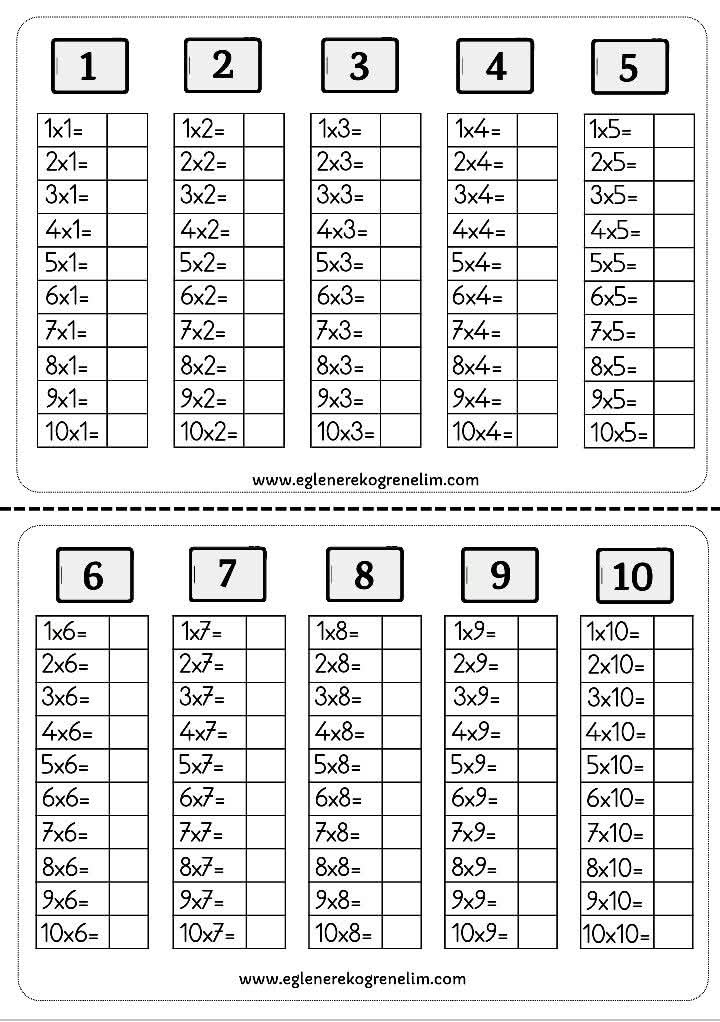 1 2 3 4 5
1x1= 1x2= 1x3= 1x4= 1x5=
2x1= 2x2= 2x3= 2x4= 2x5=
3x1= 3x2= 3x3= 3x4= 3x5=
4x1= 4x2= 4x3= 4x4= 4x5=
5x1= 5x2= 5x3= 5x4= 5x5=
6x1= 6x2= 6x3= 6x4= 6x5=
7x1= 7x2= 7x3= 7x4= 7x5=
8x1= 8x2= 8x3= 8x4= 8x5=
9x1= 9x2= 9x3= 9x4= 9x5=
10x1= 10x2= 10x3= 10x4= 10x5=
www.eglenerekogrenelim.com
6 7 8 9 10
1x6= 1x7= 1x8= 1x9= 1x10=
2x6= 2x7= 2x8= 2x9= 2x10=
3x6= 3x7= 3x8= 3x9= 3x10=
4x6= 4x7= 4x8= 4x9= 4x10=
5x6= 5x7= 5x8= 5x9= 5x10=
6x6= 6x7= 6x8= 6x9= 6x10=
7x6= 7x7= 7x8= 7x9= 7x10=
8x6= 8x7= 8x8= 8x9= 8x10=
9x6= 9x7= 9x8= 9x9= 9x10=
10x6= 10x7= 10x8= 10x9= 10x10=
www.eglenerekogrenelim.com